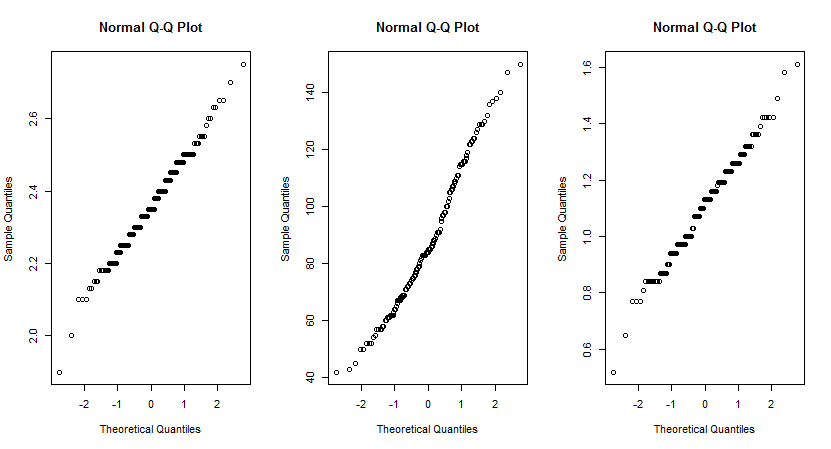 Normal Q-Q Plot
Sample Quantiles
2.0 2.2 2.4 2.6
-2 -1 0 1 2
Theoretical Quantiles
Normal Q-Q Plot
Sample Quantiles
40 60 80 100 120 140
-2 -1 0 1 2
Theoretical Quantiles
Normal Q-Q Plot
Sample Quantiles
0.6 0.8 1.0 1.2 1.4 1.6
-2 -1 0 1 2
Theoretical Quantiles